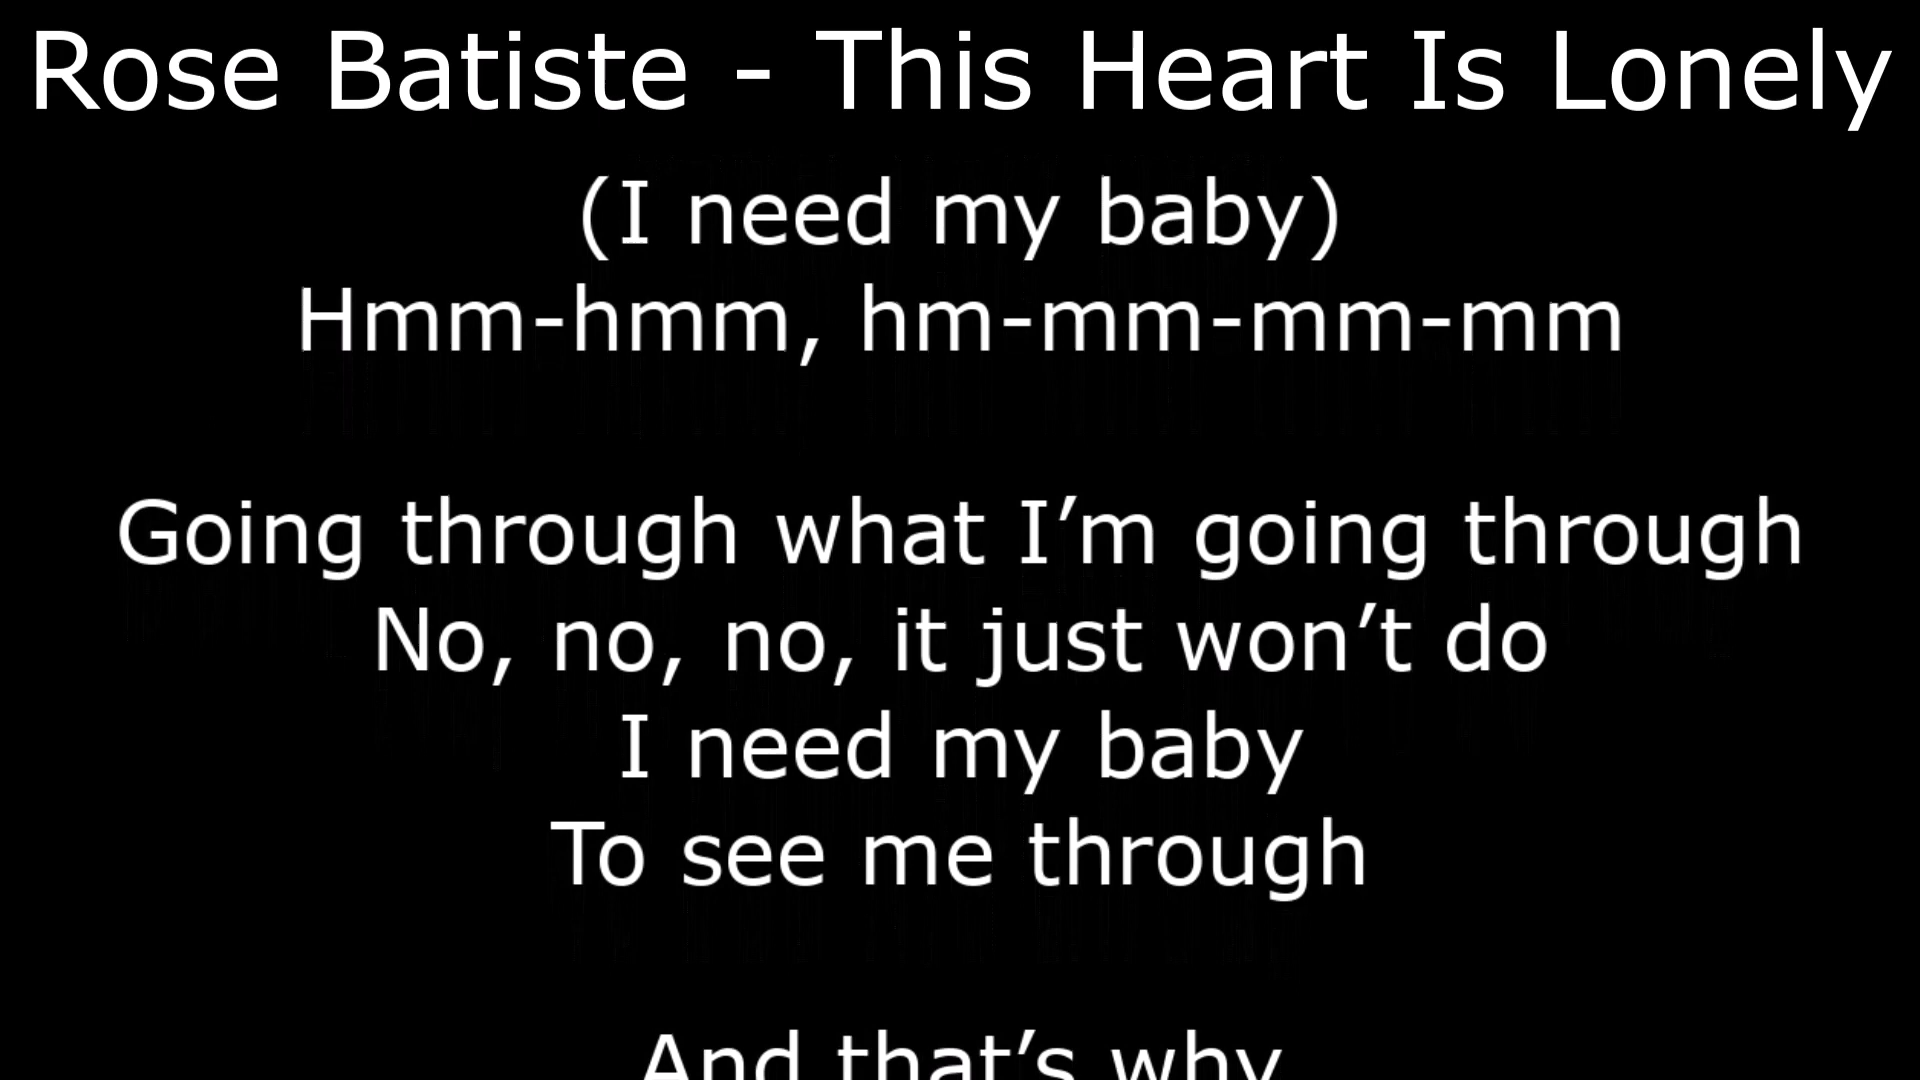 Rose Batiste - This Heart Is Lonely
(I need my baby)
Hmm-hmm, hm-mm-mm-mm
Going through what I’m going through
No, no, no, it just won’t do
I need my baby
To see me through
And that’s why